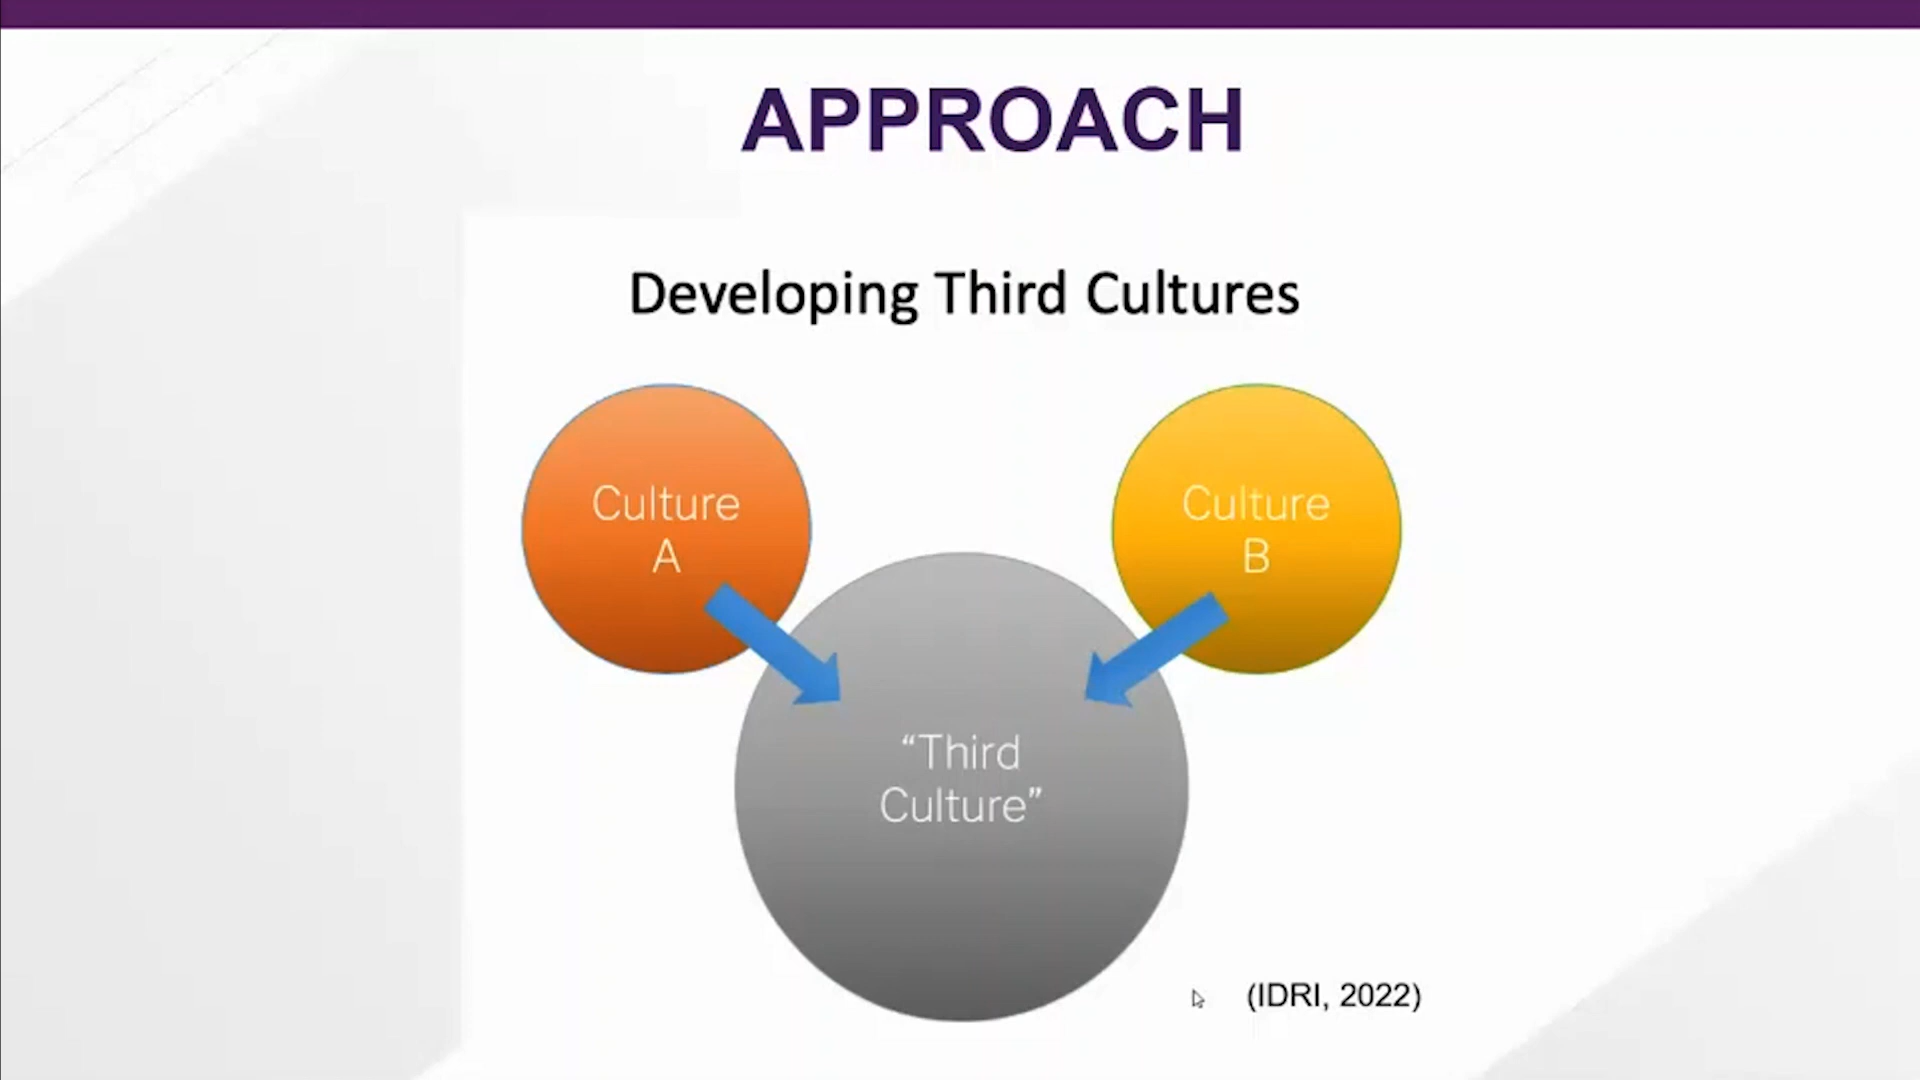 APPROACH
Developing Third Cultures
Culture
A
Culture
B
“Third
Culture”
(IDRI, 2022)